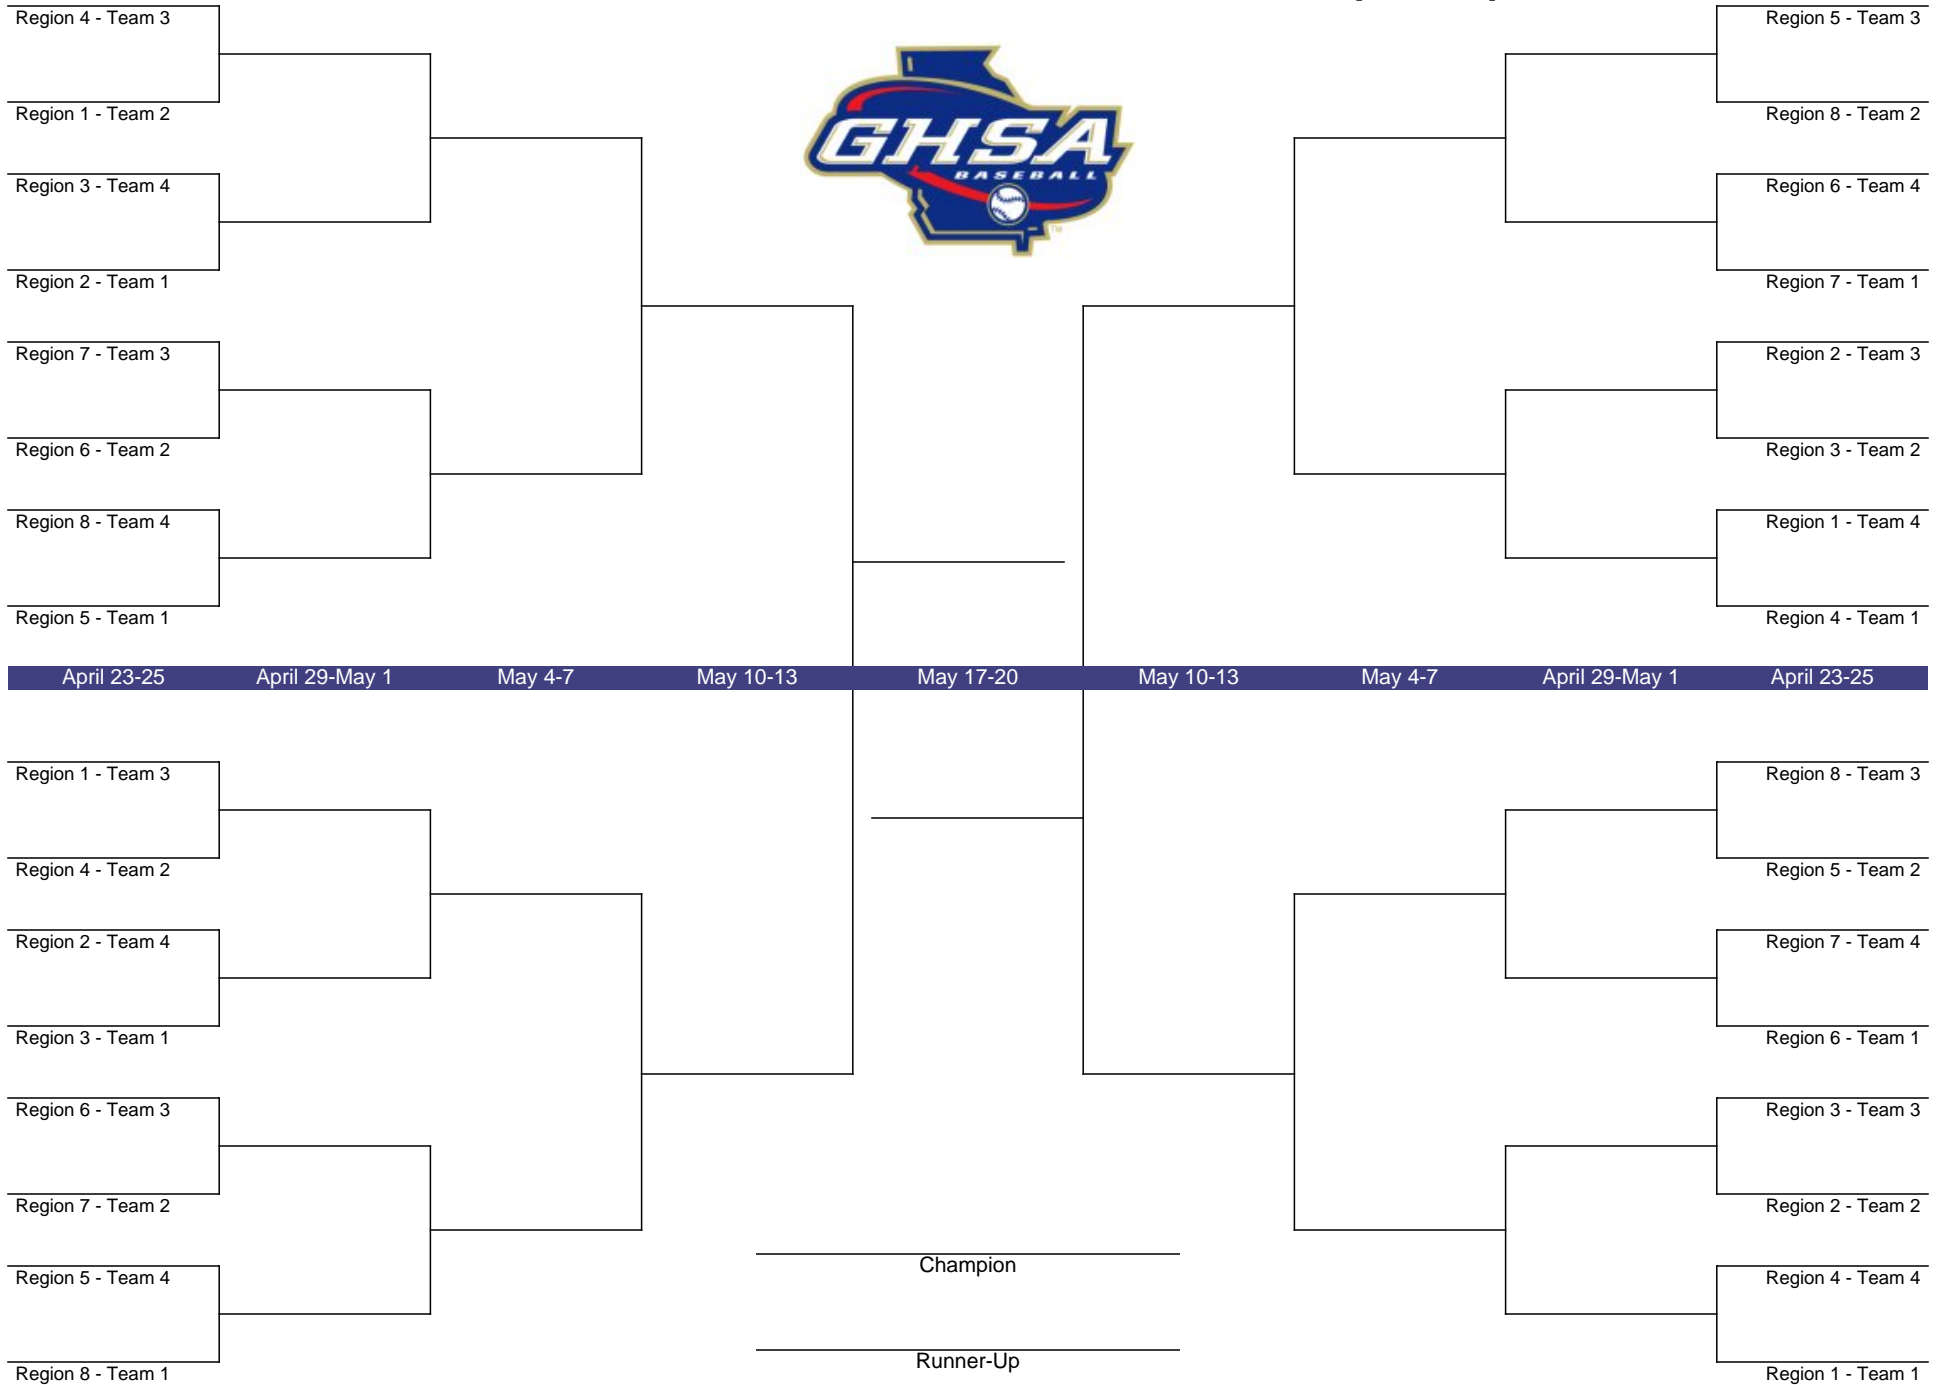 Region 4 - Team 3
Region 5 - Team 3
Region 1 - Team 2
Region 8 - Team 2
GHSA
BASEBALL
TM
Region 3 - Team 4
Region 6 - Team 4
Region 2 - Team 1
Region 7 - Team 1
Region 7 - Team 3
Region 2 - Team 3
Region 6 - Team 2
Region 3 - Team 2
Region 8 - Team 4
Region 1 - Team 4
Region 5 - Team 1
Region 4 - Team 1
April 23-25 April 29-May 1 May 4-7 May 10-13 May 17-20 May 10-13 May 4-7 April 29-May 1 April 23-25
Region 1 - Team 3
Region 8 - Team 3
Region 4 - Team 2
Region 5 - Team 2
Region 2 - Team 4
Region 7 - Team 4
Region 3 - Team 1
Region 6 - Team 1
Region 6 - Team 3
Region 3 - Team 3
Region 7 - Team 2
Region 2 - Team 2
Champion
Region 5 - Team 4
Region 4 - Team 4
Runner-Up
Region 8 - Team 1
Region 1 - Team 1